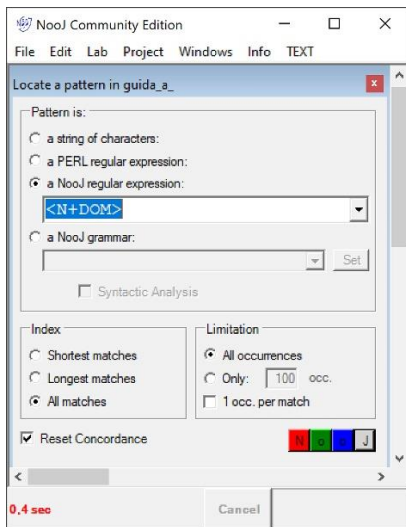 NooJ Community Edition
File Edit Lab Project Windows Info TEXT
Locate a pattern in guida_a_
Pattern is:
a string of characters:
a PERL regular expression:
a NooJ regular expression:
<N+DOM>
a NooJ grammar:
Set
Syntactic Analysis
Index
Shortest matches
Longest matches
All matches
Limitation
All occurrences
Only: 100 occ.
1 occ. per match
Reset Concordance
N o o J
0,4 sec
Cancel